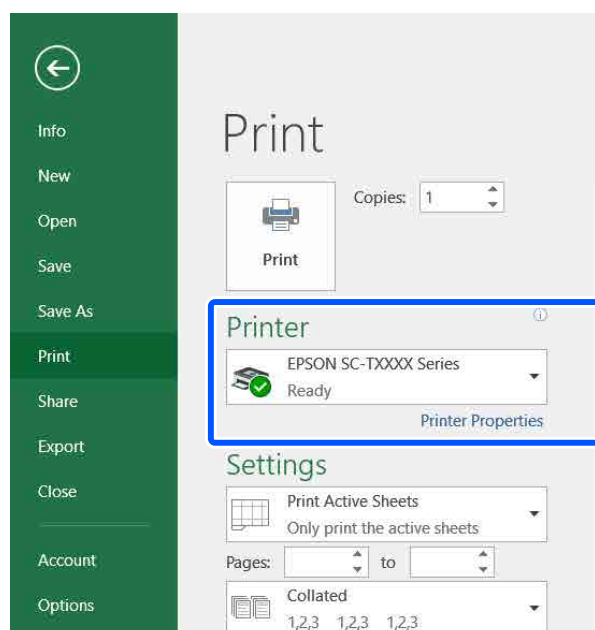 Info
New
Open
Save
Save As
Print
Share
Export
Close
Account
Options
Print
Copies: 1
Print
Printer
EPSON SC-TXXXX Series
Ready
Printer Properties
Settings
Print Active Sheets
Only print the active sheets
Pages: to
Collated
1,2,3 1,2,3 1,2,3